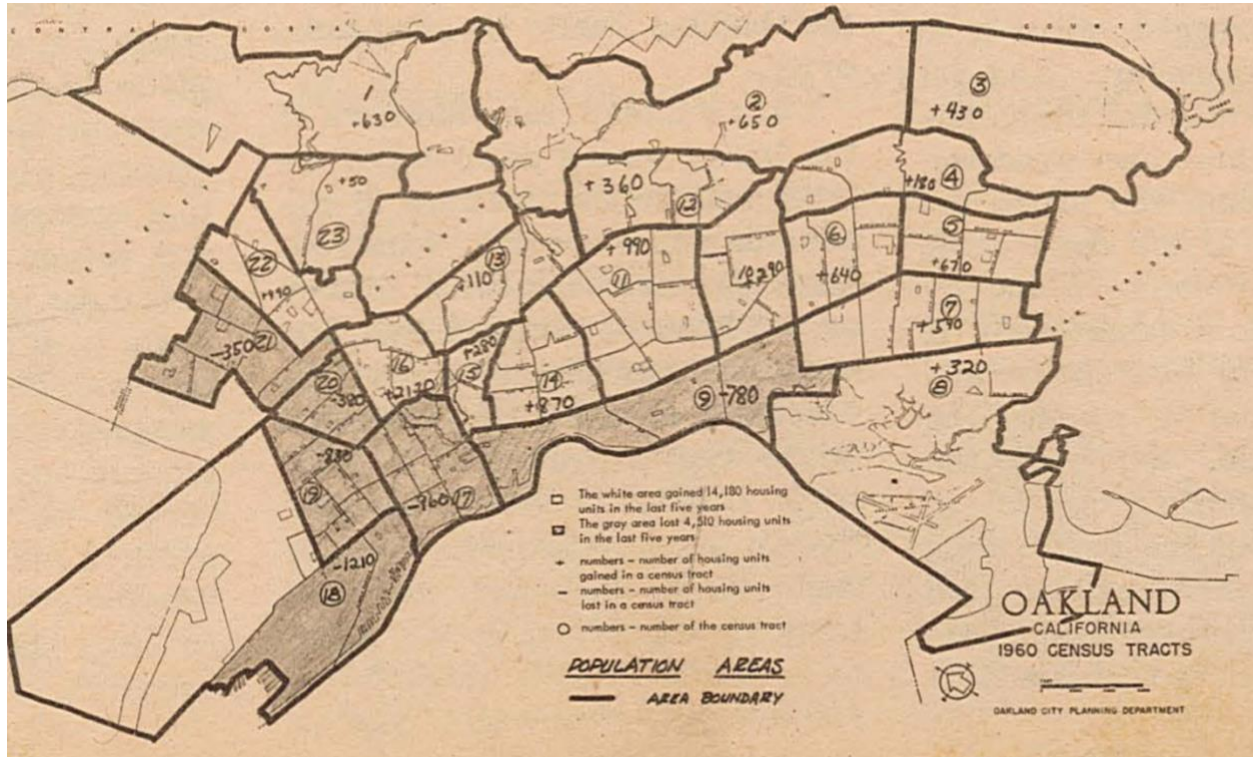 CONTRA COSTA COUNTY
1
+630
②
+650
③
+430
+50
㉓
+360
⑫
+180
④
⑤
+670
⑥
+640
㉒
⑬
+110
+990
⑪
10
⑦
+590
-350
21
⑳
-380
⑯
+2130
+280
15
⑭
+870
⑨
-780
+320
⑧
-830
⑲
-960
⑰
-1210
⑱
The white area gained 14,180 housing
units in the last five years
The gray area lost 4,510 housing units
in the last five years
+ numbers – number of housing units
gained in a census tract
– numbers – number of housing units
lost in a census tract
○ numbers – number of the census tract
POPULATION AREAS
AREA BOUNDARY
OAKLAND
CALIFORNIA
1960 CENSUS TRACTS
OAKLAND CITY PLANNING DEPARTMENT